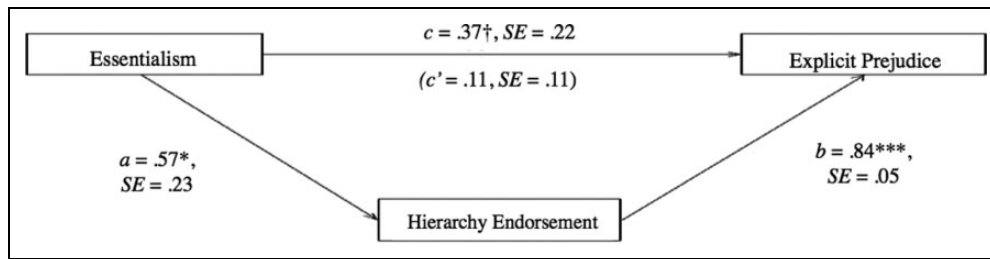 c = .37†, SE = .22
Essentialism
Explicit Prejudice
(c' = .11, SE = .11)
a = .57*,
SE = .23
b = .84***,
SE = .05
Hierarchy Endorsement